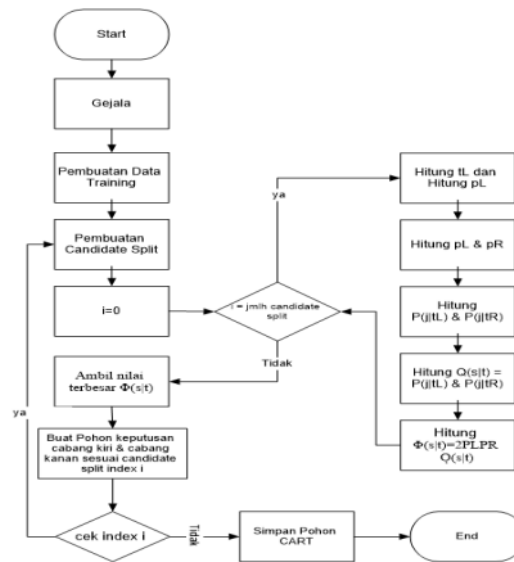 Start
Gejala
Pembuatan Data
Training
Pembuatan
Candidate Split
i=0
ya
i = jmlh candidate
split
Tidak
ya
Hitung tL dan
Hitung pL
Hitung pL & pR
Hitung
P(j|tL) & P(j|tR)
Hitung Q(s|t) =
P(j|tL) & P(j|tR)
Hitung
Φ(s|t)=2PLPR
Q(s|t)
Ambil nilai
terbesar Φ(s|t)
Buat Pohon keputusan
cabang kiri & cabang
kanan sesuai candidate
split index i
cek index i
Tidak
Simpan Pohon
CART
End